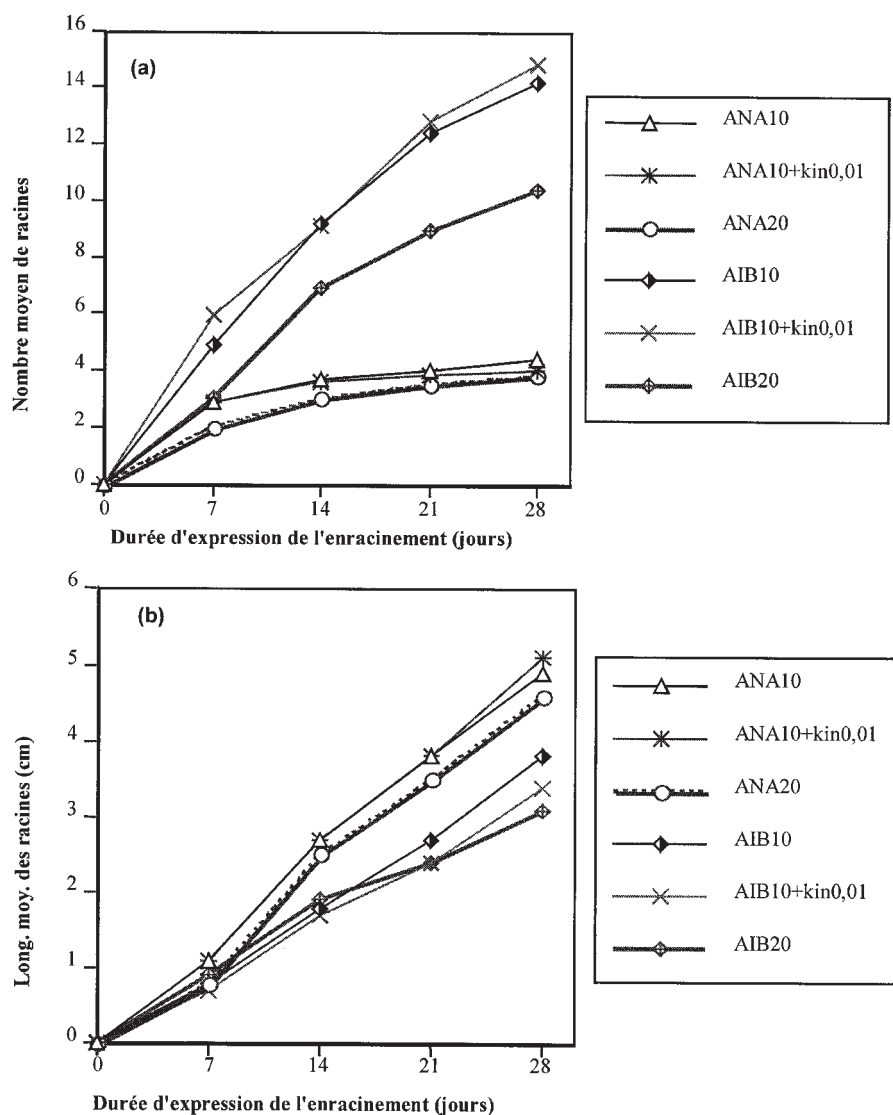 (a)
Nombre moyen de racines
16
14
12
10
8
6
4
2
0
0 7 14 21 28
Durée d'expression de l'enracinement (jours)
ANA10
ANA10+kin0,01
ANA20
AIB10
AIB10+kin0,01
AIB20
(b)
Long. moy. des racines (cm)
6
5
4
3
2
1
0
0 7 14 21 28
Durée d'expression de l'enracinement (jours)
ANA10
ANA10+kin0,01
ANA20
AIB10
AIB10+kin0,01
AIB20